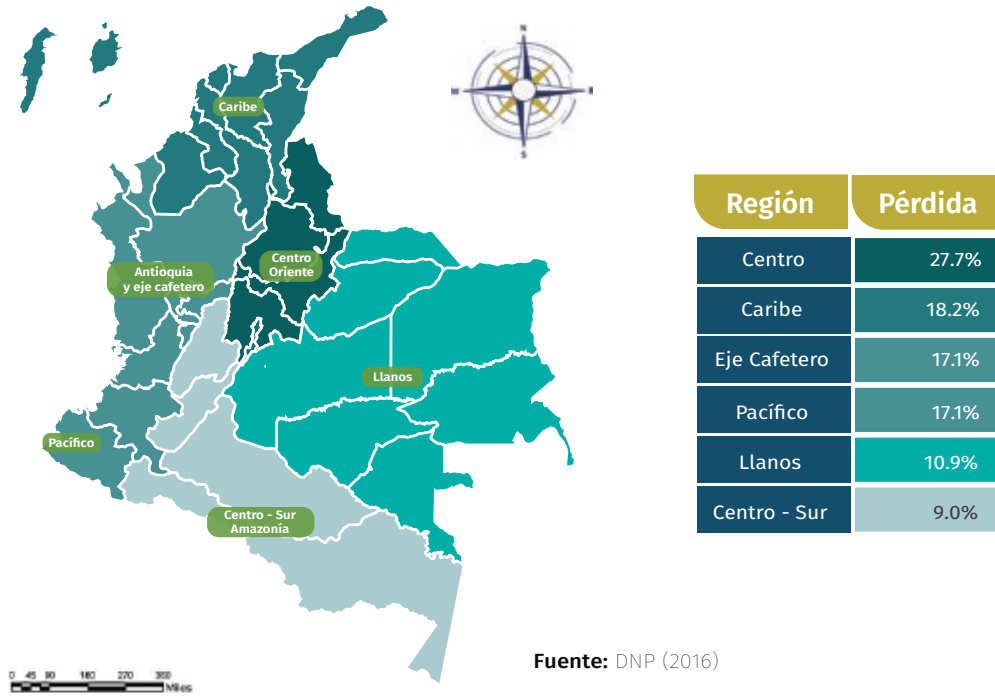 N
S
Caribe
Centro
Oriente
Antioquia
y eje cafetero
Llanos
Pacífico
Centro - Sur
Amazonía
Región Pérdida
Centro 27.7%
Caribe 18.2%
Eje Cafetero 17.1%
Pacífico 17.1%
Llanos 10.9%
Centro - Sur 9.0%
Fuente: DNP (2016)
0 45 90 180 270 360
Miles